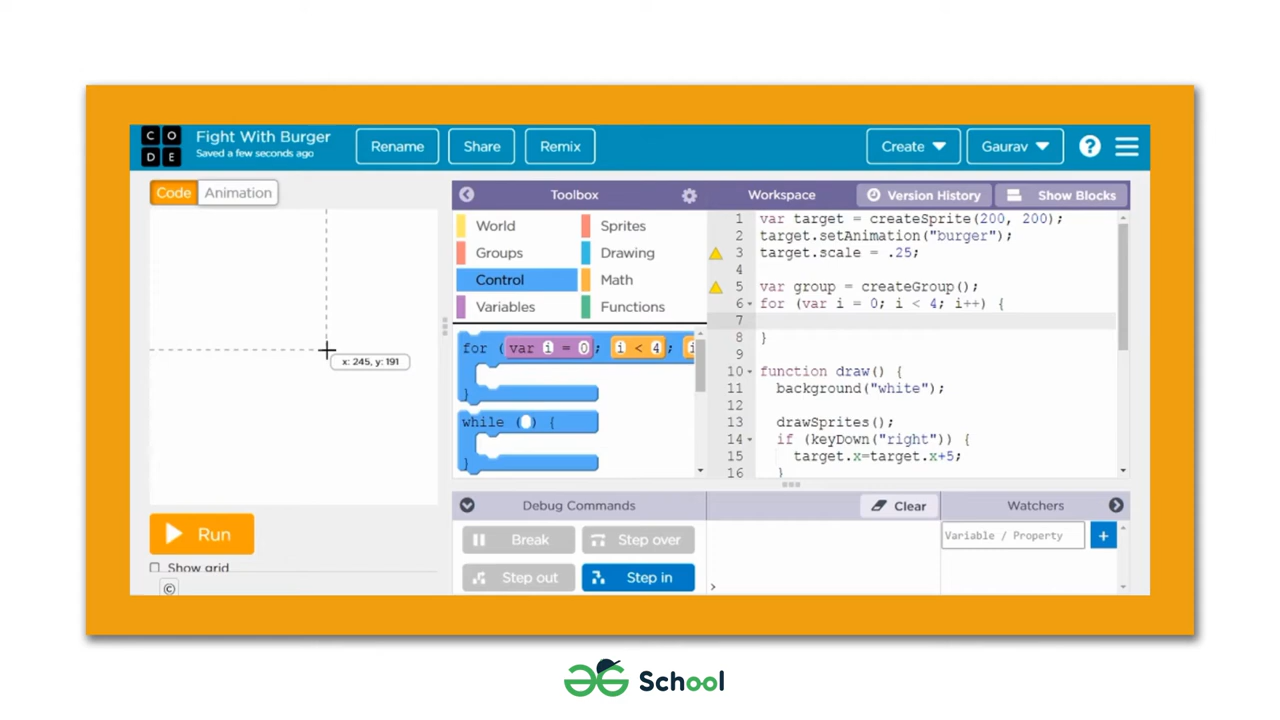 C O D E
Fight With Burger
Saved a few seconds ago
Rename
Share
Remix
Create
Gaurav
?
Code
Animation
x: 245, y: 191
Run
Show grid
©
Toolbox
World
Sprites
Groups
Drawing
Control
Math
Variables
Functions
for ( var i = 0 ; i < 4 ; i
}
while ( ) {
}
Workspace
Version History
Show Blocks
1 var target = createSprite(200, 200);
2 target.setAnimation("burger");
3 target.scale = .25;
4
5 var group = createGroup();
6 for (var i = 0; i < 4; i++) {
7
8 }
9
10 function draw() {
11 background("white");
12
13 drawSprites();
14 if (keyDown("right")) {
15 target.x=target.x+5;
16 }
Debug Commands
Break
Step over
Step out
Step in
Clear
>
Watchers
Variable / Property
+
School